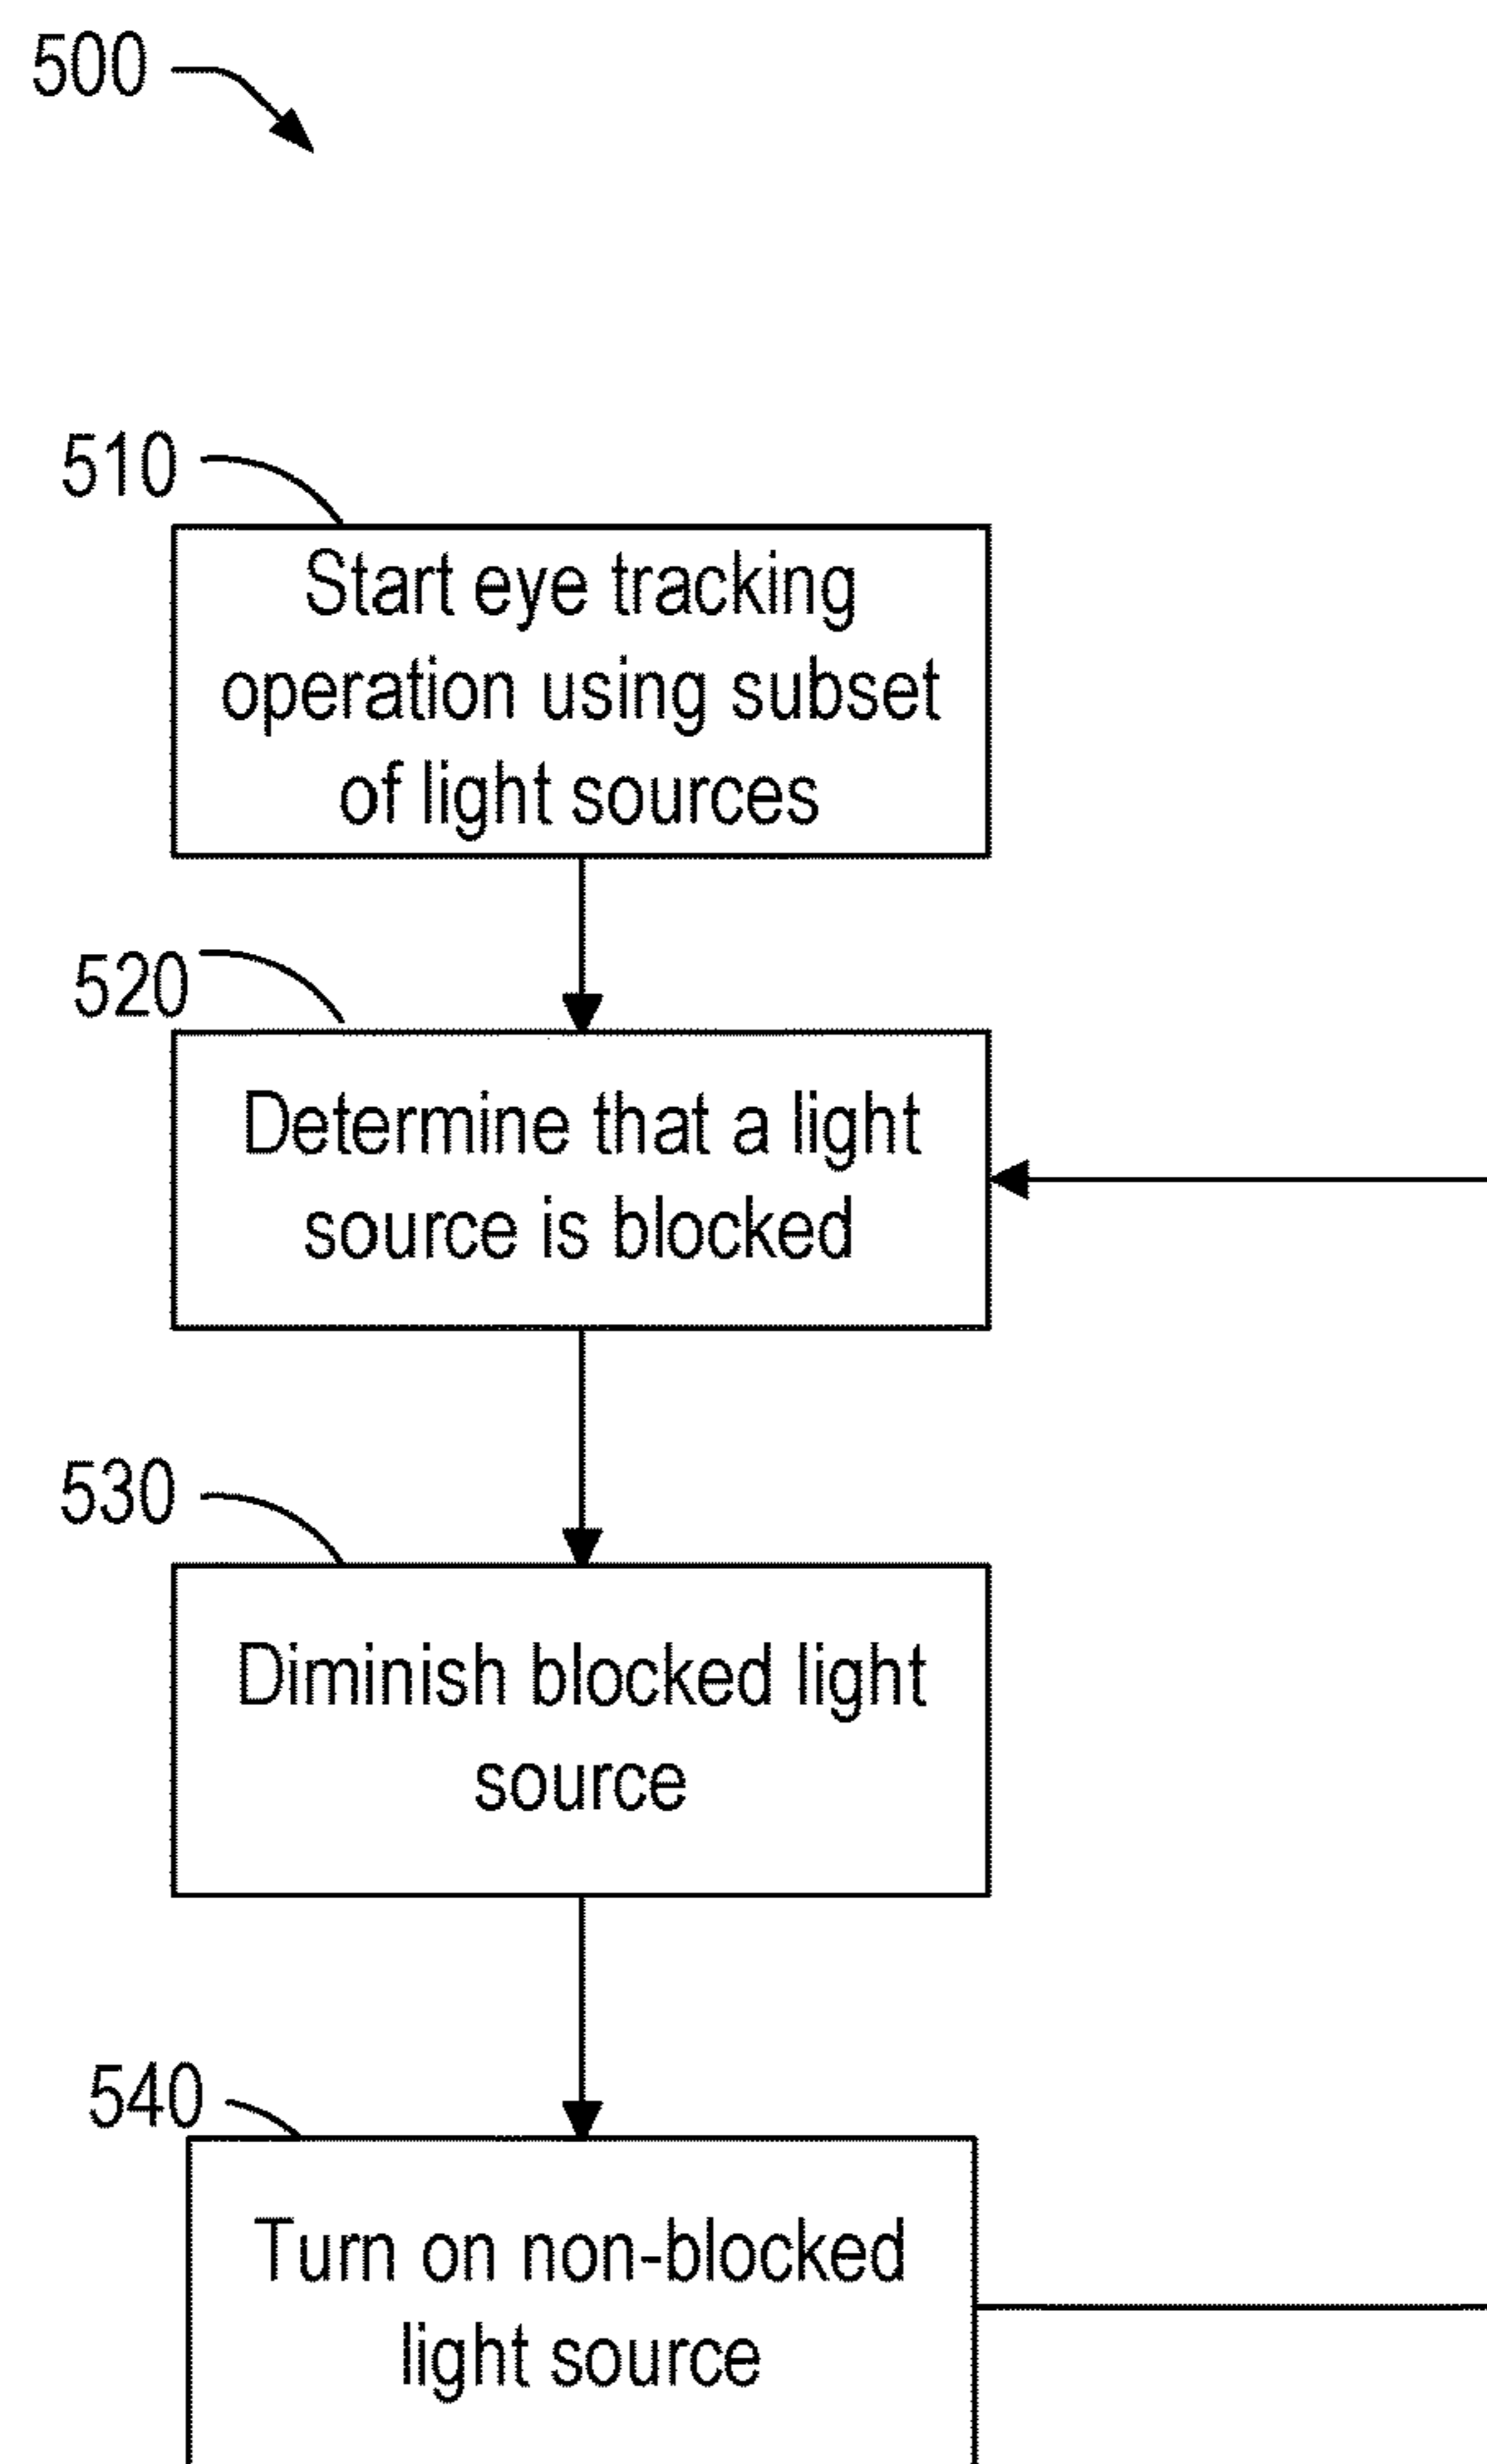 500
510
Start eye tracking
operation using subset
of light sources
520
Determine that a light
source is blocked
530
Diminish blocked light
source
540
Turn on non-blocked
light source